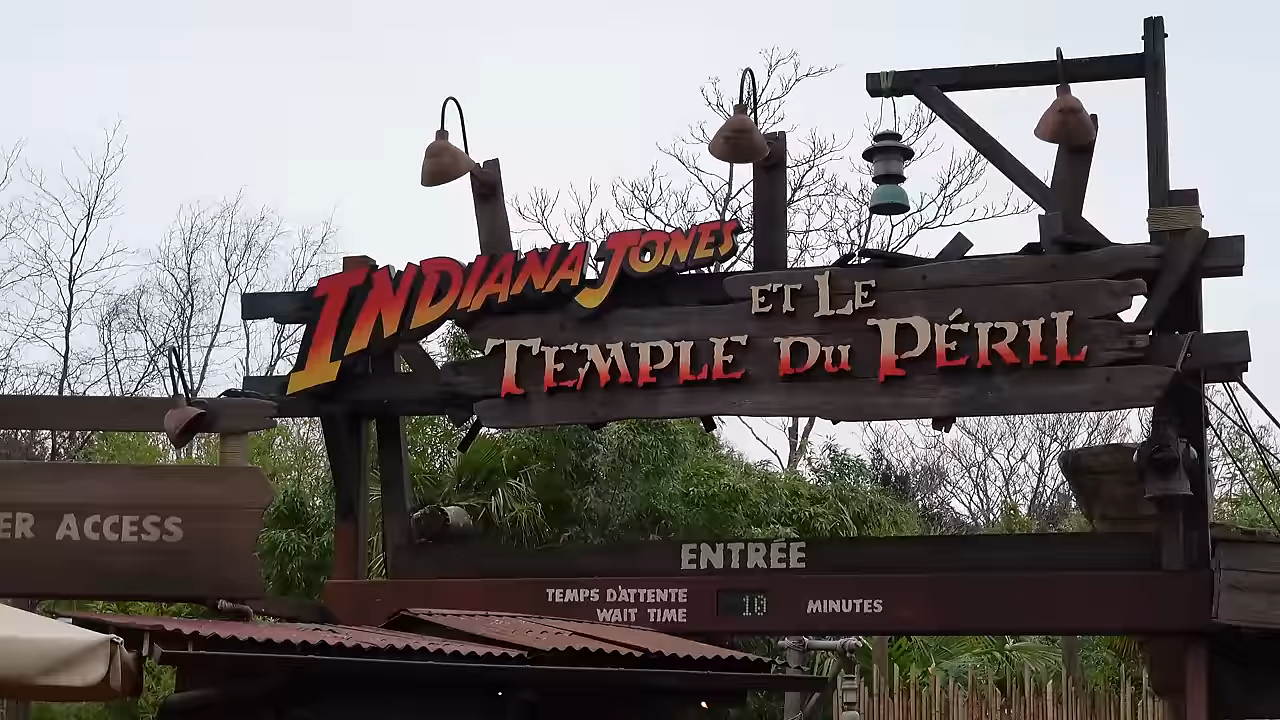 INDIANA JONES
ET LE
TEMPLE DU PÉRIL
ER ACCESS
ENTRÉE
TEMPS D'ATTENTE
WAIT TIME
10
MINUTES